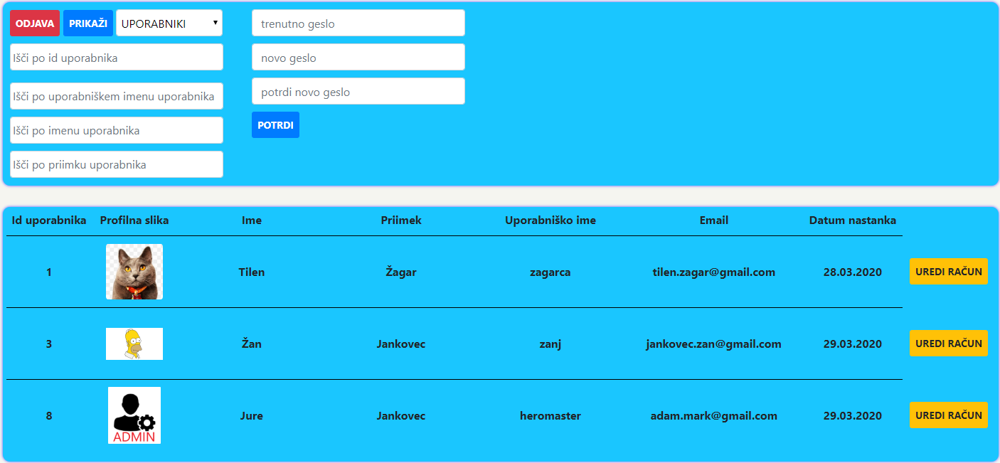 ODJAVA PRIKAŽI UPORABNIKI
Išči po id uporabnika
Išči po uporabniškem imenu uporabnika
Išči po imenu uporabnika
Išči po priimku uporabnika
trenutno geslo
novo geslo
potrdi novo geslo
POTRDI
Id uporabnika Profilna slika Ime Priimek Uporabniško ime Email Datum nastanka
1 Tilen Žagar zagarca tilen.zagar@gmail.com 28.03.2020 UREDI RAČUN
3 Žan Jankovec zanj jankovec.zan@gmail.com 29.03.2020 UREDI RAČUN
8 Jure Jankovec heromaster adam.mark@gmail.com 29.03.2020 UREDI RAČUN
ADMIN